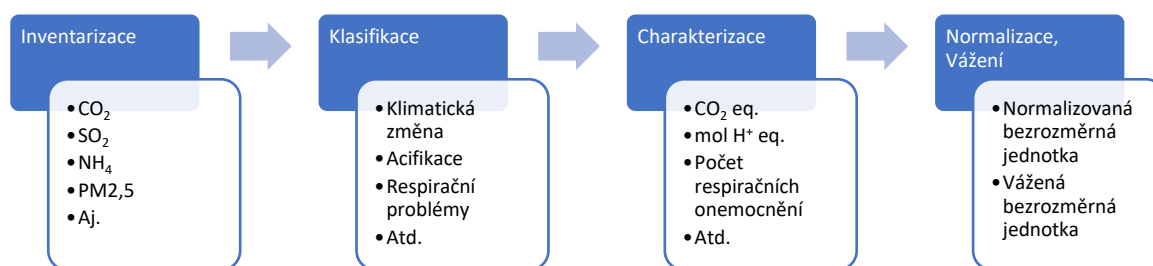 Inventarizace
•CO₂
•SO₂
•NH₄
•PM2,5
•Aj.
Klasifikace
•Klimatická
změna
•Acifikace
•Respirační
problémy
•Atd.
Charakterizace
•CO₂ eq.
•mol H⁺ eq.
•Počet
respiračních
onemocnění
•Atd.
Normalizace,
Vážení
•Normalizovaná
bezrozměrná
jednotka
•Vážená
bezrozměrná
jednotka